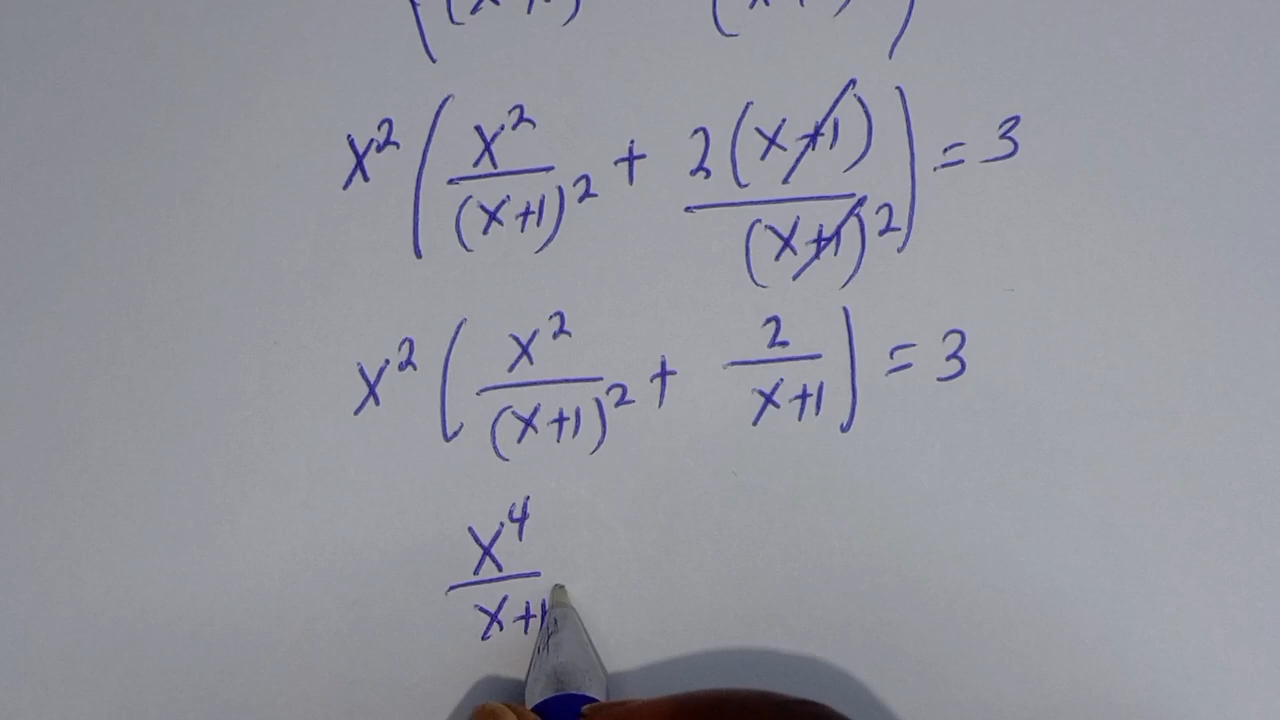 x² ( x²/(x+1)² + 2(x+1)/(x+1)² ) = 3
x² ( x²/(x+1)² + 2/x+1 ) = 3
x⁴/x+1